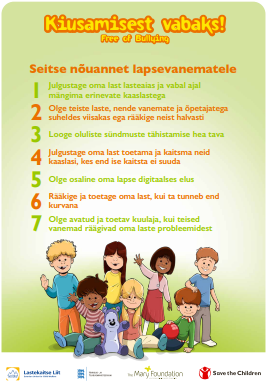 Kiusamisest vabaks!
Free of Bullying
Seitse nõuannet lapsevanematele
1 Julgustage oma last lasteaias ja vabal ajal
mängima erinevate kaaslastega
2 Olge teiste laste, nende vanemate ja õpetajatega
suheldes viisakas ega rääkige neist halvasti
3 Looge oluliste sündmuste tähistamise hea tava
4 Julgustage oma last toetama ja kaitsma neid
kaaslasi, kes end ise kaitsta ei suuda
5 Olge osaline oma lapse digitaalses elus
6 Rääkige ja toetage oma last, kui ta tunneb end
kurvana
7 Olge avatud ja toetav kuulaja, kui teised
vanemad räägivad oma laste probleemidest
Lastekaitse Liit
the Mary Foundation
Save the Children